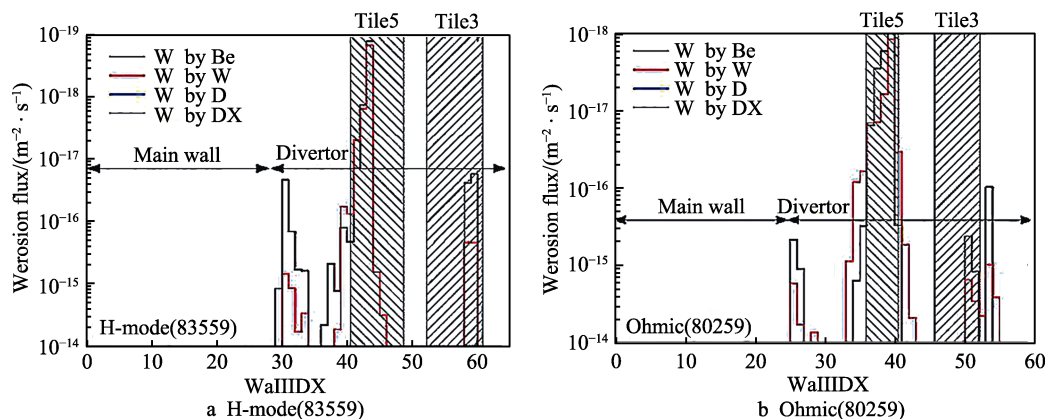 Tile5 Tile3
10⁻¹⁹
10⁻¹⁸
10⁻¹⁷
10⁻¹⁶
10⁻¹⁵
10⁻¹⁴
Werosion flux/(m⁻² · s⁻¹)
W by Be
W by W
W by D
W by DX
Main wall Divertor
H-mode(83559)
0 10 20 30 40 50 60
WaIIIDX
a H-mode(83559)
Tile5 Tile3
10⁻¹⁸
10⁻¹⁷
10⁻¹⁶
10⁻¹⁵
10⁻¹⁴
Werosion flux/(m⁻² · s⁻¹)
W by Be
W by W
W by D
W by DX
Main wall Divertor
Ohmic(80259)
0 10 20 30 40 50 60
WaIIIDX
b Ohmic(80259)